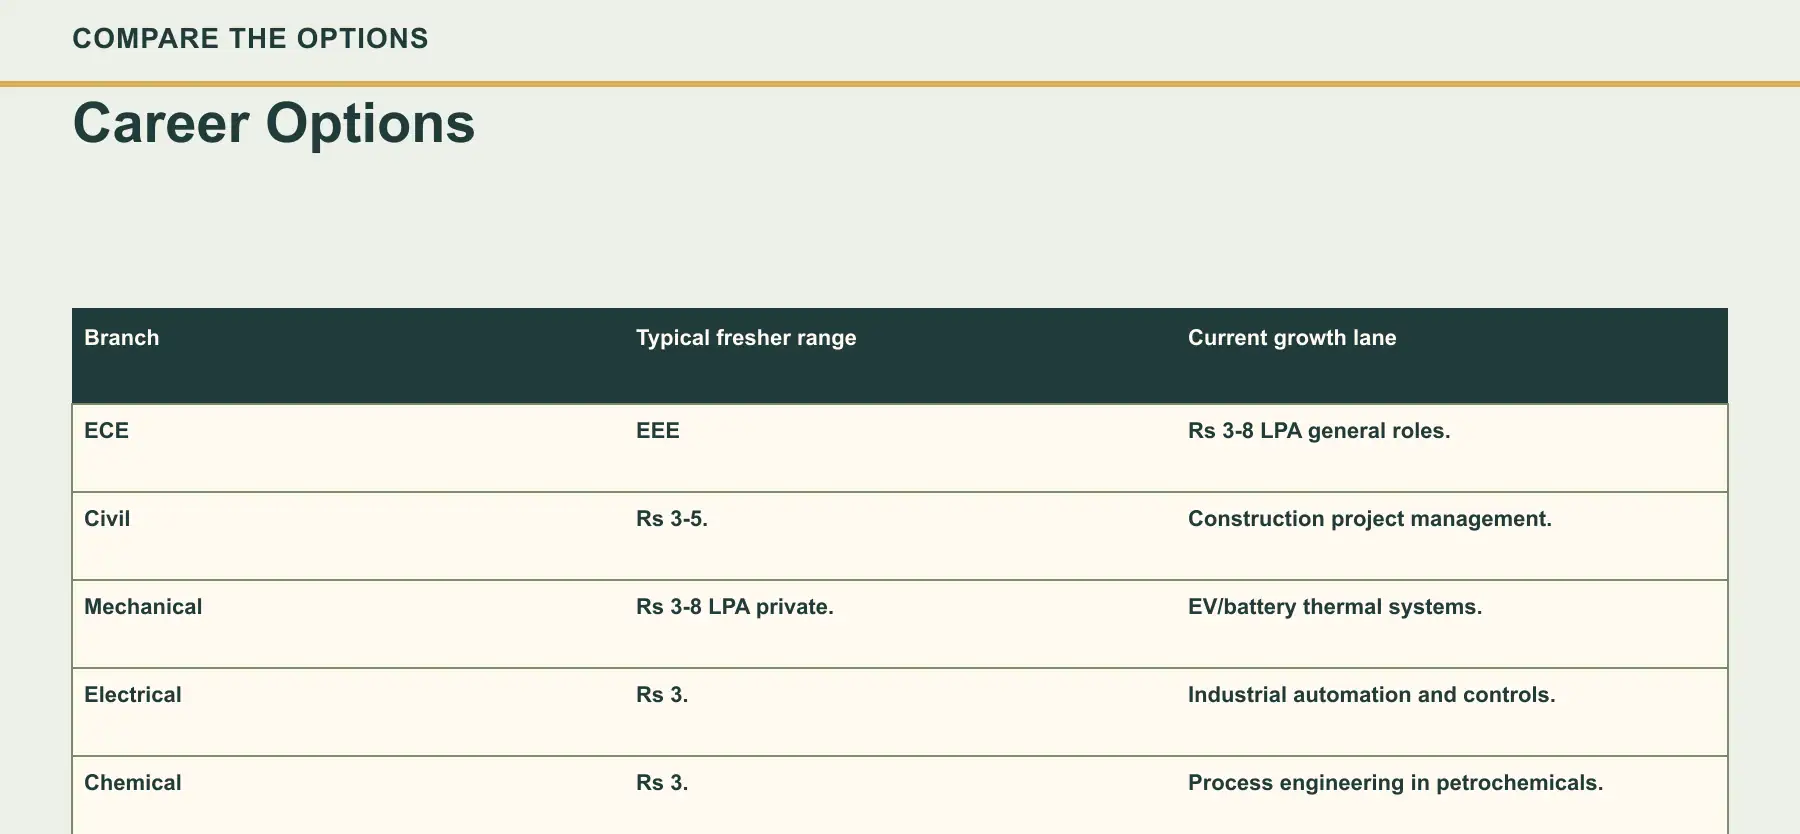 COMPARE THE OPTIONS
Career Options
Branch Typical fresher range Current growth lane
ECE EEE Rs 3-8 LPA general roles.
Civil Rs 3-5. Construction project management.
Mechanical Rs 3-8 LPA private. EV/battery thermal systems.
Electrical Rs 3. Industrial automation and controls.
Chemical Rs 3. Process engineering in petrochemicals.